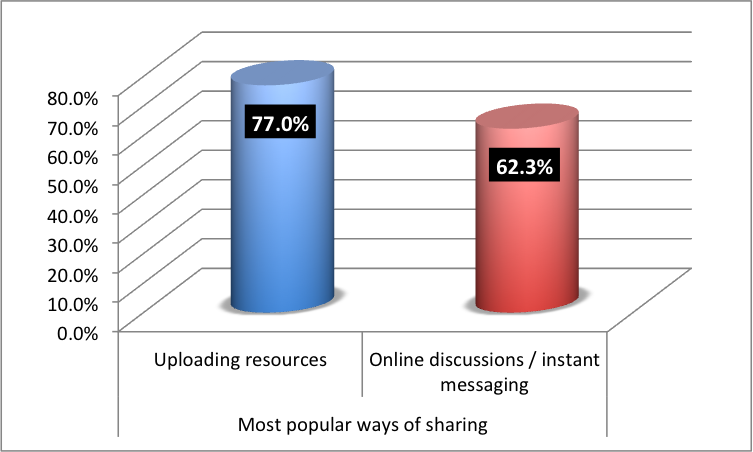 80.0%
70.0%
60.0%
50.0%
40.0%
30.0%
20.0%
10.0%
0.0%
77.0%
62.3%
Uploading resources
Online discussions / instant
messaging
Most popular ways of sharing